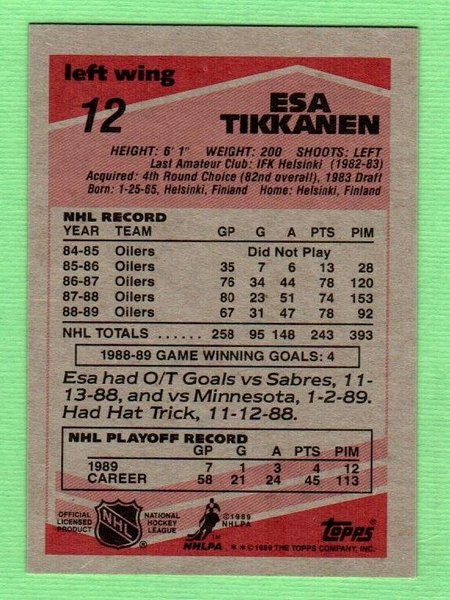 left wing
12
ESA
TIKKANEN
HEIGHT: 6' 1" WEIGHT: 200 SHOOTS: LEFT
Last Amateur Club: IFK Helsinki (1982-83)
Acquired: 4th Round Choice (82nd overall), 1983 Draft
Born: 1-25-65, Helsinki, Finland Home: Helsinki, Finland
NHL RECORD
YEAR TEAM GP G A PTS PIM
84-85 Oilers Did Not Play
85-86 Oilers 35 7 6 13 28
86-87 Oilers 76 34 44 78 120
87-88 Oilers 80 23 51 74 153
88-89 Oilers 67 31 47 78 92
NHL TOTALS ...... 258 95 148 243 393
1988-89 GAME WINNING GOALS: 4
Esa had O/T Goals vs Sabres, 11-
13-88, and vs Minnesota, 1-2-89.
Had Hat Trick, 11-12-88.
NHL PLAYOFF RECORD
GP G A PTS PIM
1989 7 1 3 4 12
CAREER 58 21 24 45 113
OFFICIAL
LICENSED
PRODUCT
NHL
NATIONAL
HOCKEY
LEAGUE
©1989
NHLPA
TM
NHLPA
topps
* *©1989 THE TOPPS COMPANY, INC.